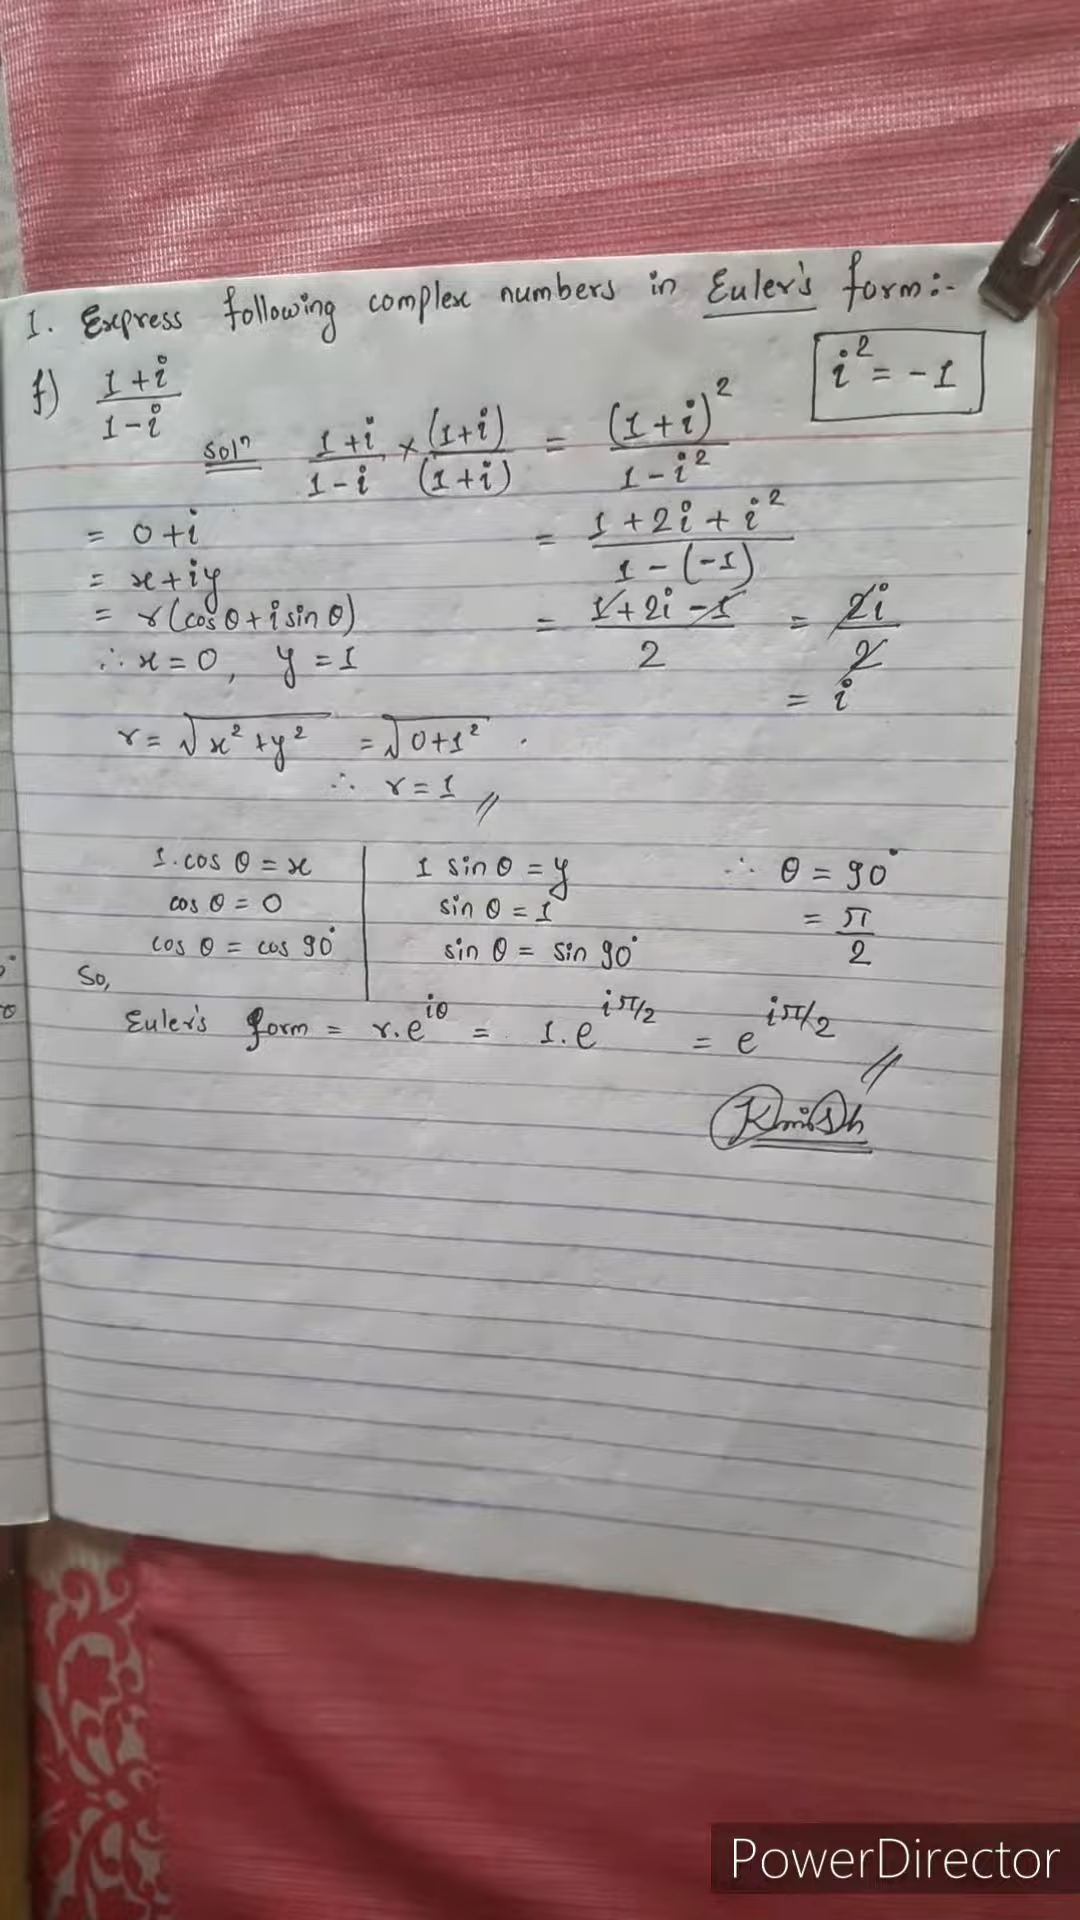 1. Express following complex numbers in Euler's form:-
f) 1+i / 1-i
i² = -1
Solⁿ 1+i / 1-i × (1+i) / (1+i) = (1+i)² / 1-i²
= 1+2i+i² / 1-(-1)
= 1+2i-1 / 2 = 2i / 2
= i
= 0+i
= x+iy
= r(cos θ + i sin θ)
∴ x = 0, y = 1
r = √x²+y² = √0+1²
∴ r = 1 //
1.cos θ = x
cos θ = 0
cos θ = cos 90°
1 sin θ = y
sin θ = 1
sin θ = sin 90°
∴ θ = 90°
= π / 2
So,
Euler's form = r.e^iθ = 1.e^iπ/2 = e^iπ/2 //
PowerDirector